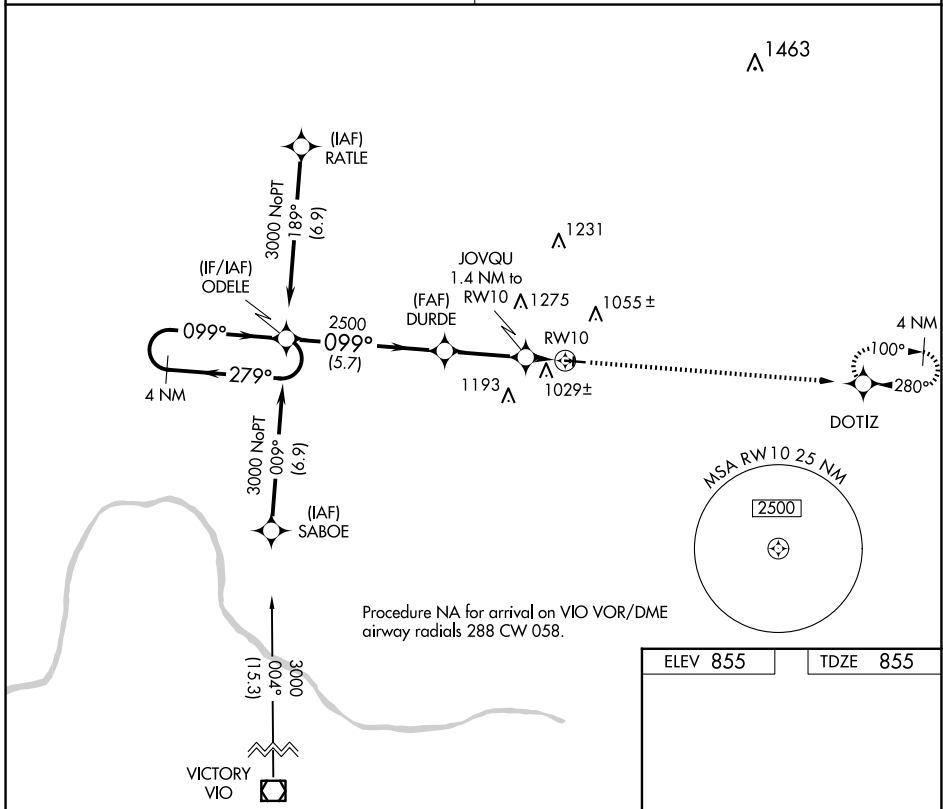 1463
(IAF)
RATLE
3000 NoPT
189°
(6.9)
1231
JOVQU
1.4 NM to
RW10
1275
(IF/IAF)
ODELE
(FAF)
DURDE
1055 ±
RW10
4 NM
099°
2500
099°
(5.7)
100°
279°
4 NM
1193
1029±
280°
DOTIZ
3000 NoPT
009°
(6.9)
(IAF)
SABOE
MSA RW10 25 NM
2500
Procedure NA for arrival on VIO VOR/DME
airway radials 288 CW 058.
3000
004°
(15.3)
ELEV 855
TDZE 855
VICTORY
VIO